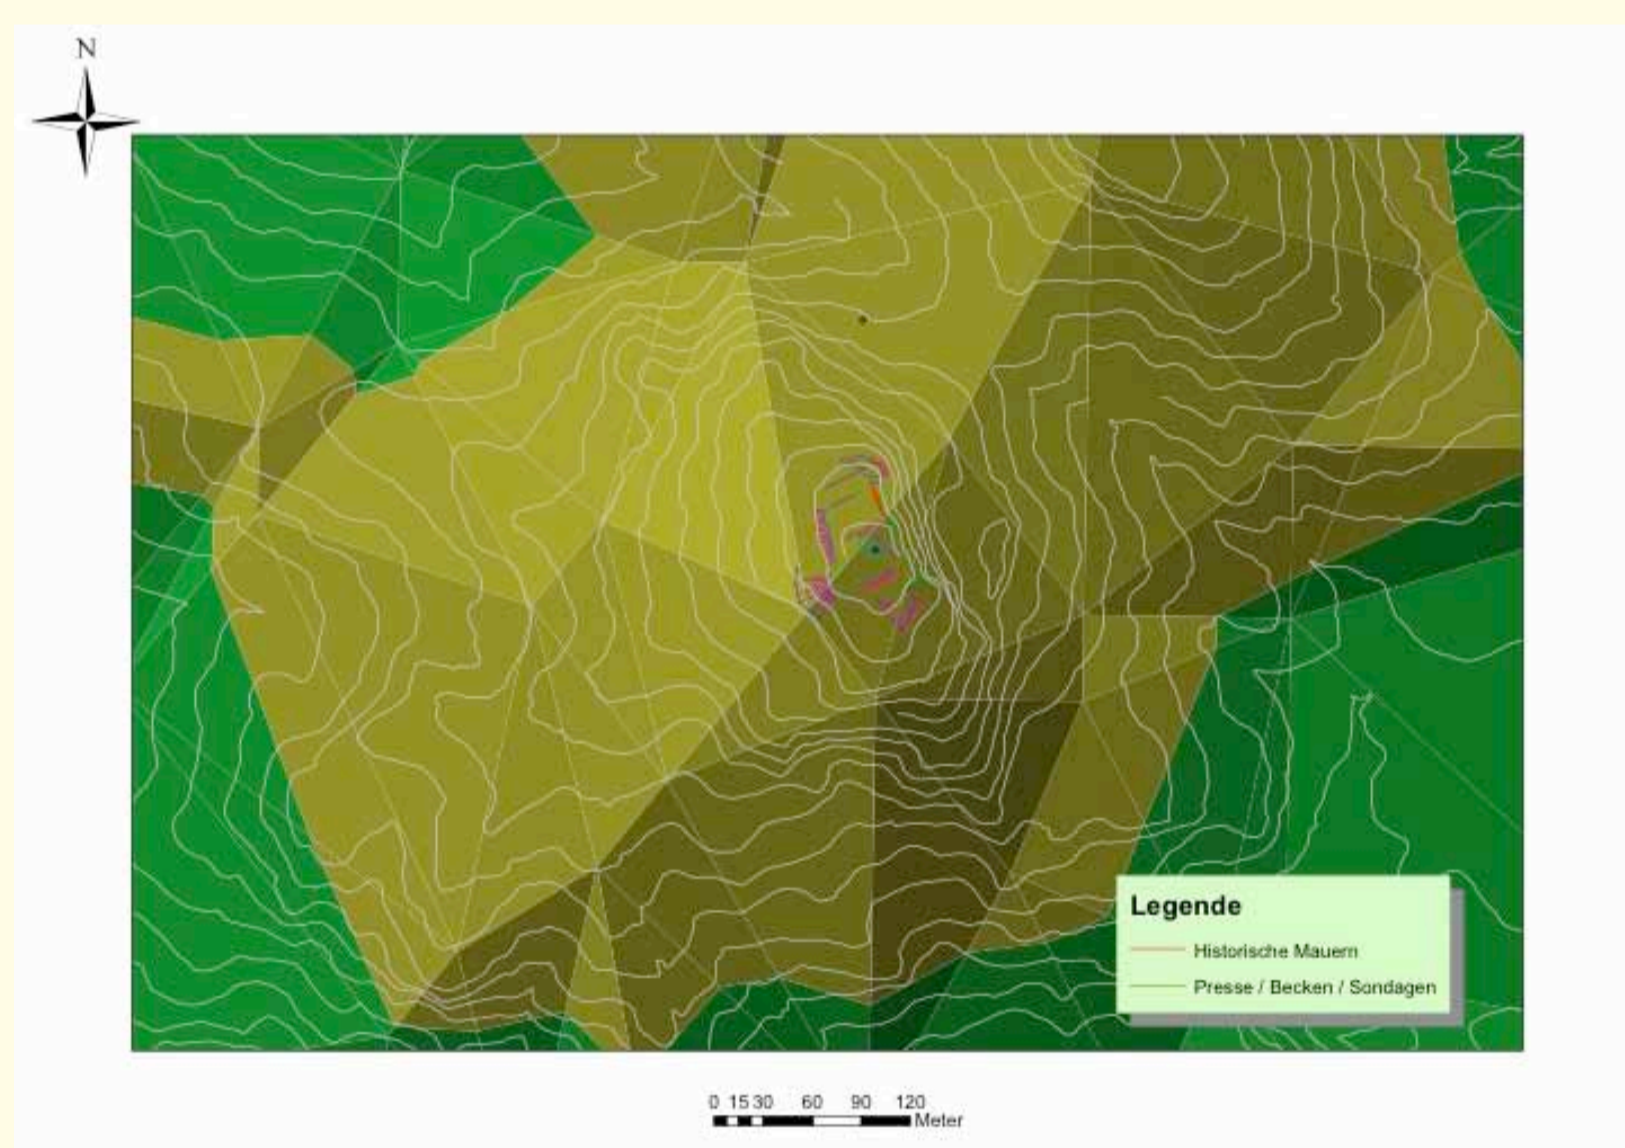 N
Legende
Historische Mauern
Presse / Becken / Sondagen
0 15 30 60 90 120
Meter